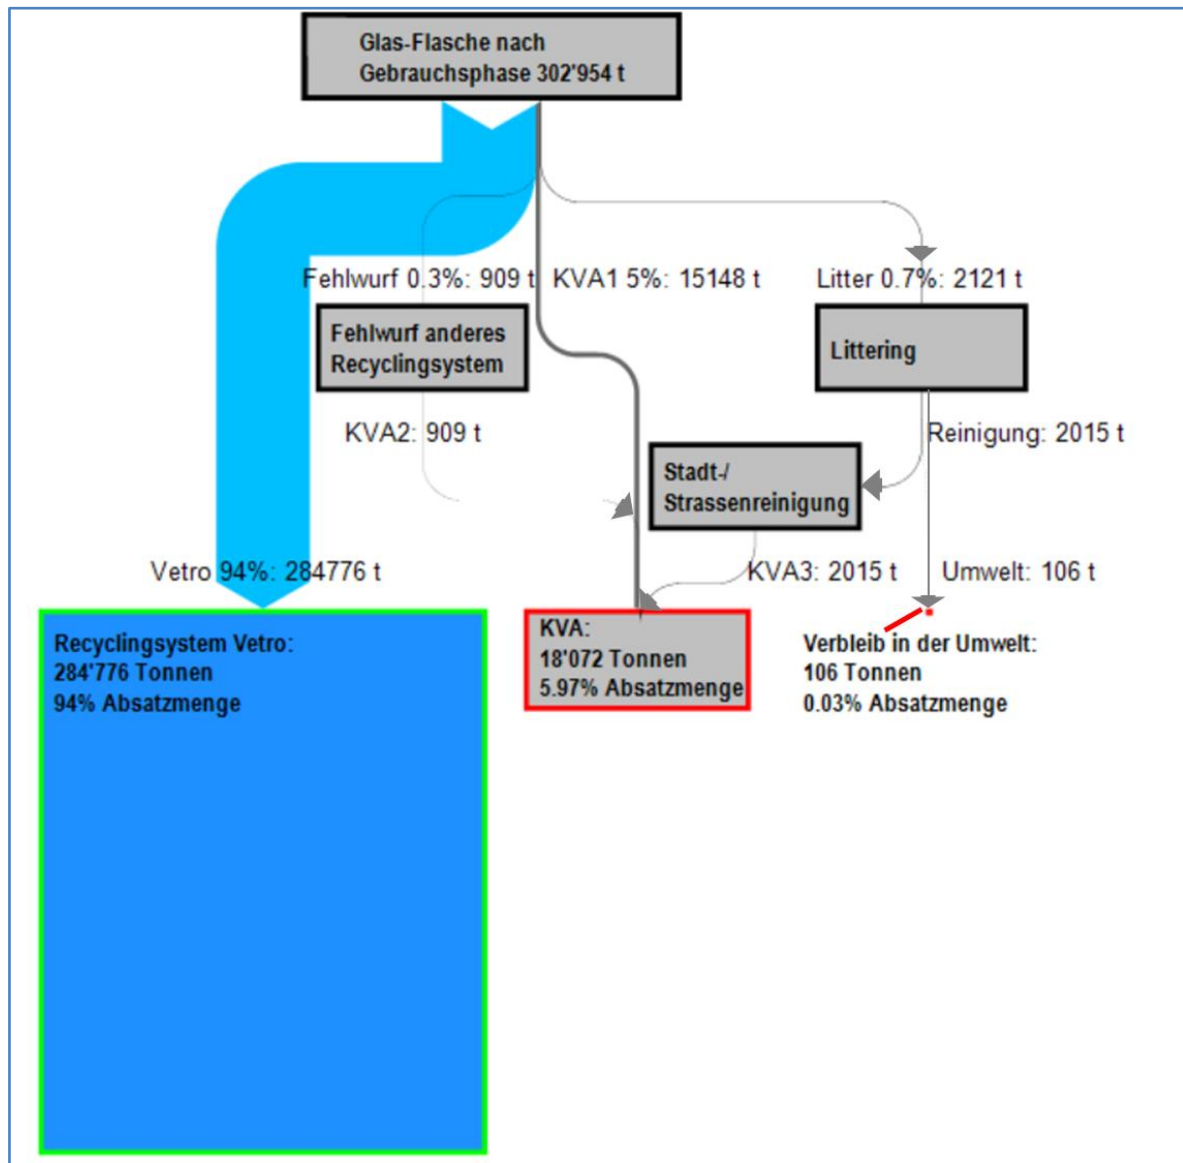 Glas-Flasche nach
Gebrauchsphase 302'954 t
Fehlwurf 0.3%: 909 t
KVA1 5%: 15148 t
Litter 0.7%: 2121 t
Fehlwurf anderes
Recyclingsystem
Littering
KVA2: 909 t
Reinigung: 2015 t
Stadt-/
Strassenreinigung
Vetro 94%: 284776 t
KVA3: 2015 t
Umwelt: 106 t
Recyclingsystem Vetro:
284'776 Tonnen
94% Absatzmenge
KVA:
18'072 Tonnen
5.97% Absatzmenge
Verbleib in der Umwelt:
106 Tonnen
0.03% Absatzmenge